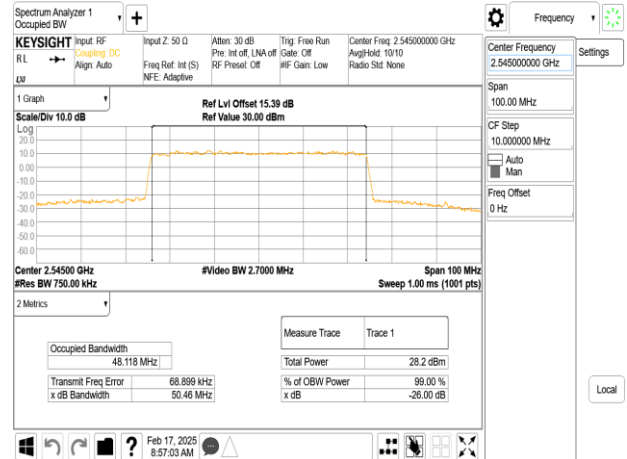 Spectrum Analyzer 1
Occupied BW
Frequency
KEYSIGHT
RL
LXI
Input: RF
Coupling: DC
Align: Auto
Input Z: 50 Ω
Freq Ref: Int (S)
NFE: Adaptive
Atten: 30 dB
Pre: Int off, LNA off
RF Preset: Off
Trig: Free Run
Gate: Off
#IF Gain: Low
Center Freq: 2.545000000 GHz
Avg|Hold: 10/10
Radio Std: None
Center Frequency
2.545000000 GHz
Settings
Span
100.00 MHz
CF Step
10.000000 MHz
Auto
Man
Freq Offset
0 Hz
Local
1 Graph
Ref Lvl Offset 15.39 dB
Scale/Div 10.0 dB
Ref Value 30.00 dBm
Log
20.0
10.0
0.00
-10.0
-20.0
-30.0
-40.0
-50.0
-60.0
Center 2.54500 GHz
#Video BW 2.7000 MHz
Span 100 MHz
#Res BW 750.00 kHz
Sweep 1.00 ms (1001 pts)
2 Metrics
Measure Trace
Trace 1
Occupied Bandwidth
48.118 MHz
Total Power
28.2 dBm
Transmit Freq Error
68.899 kHz
% of OBW Power
99.00 %
x dB Bandwidth
50.46 MHz
x dB
-26.00 dB
?
Feb 17, 2025
8:57:03 AM